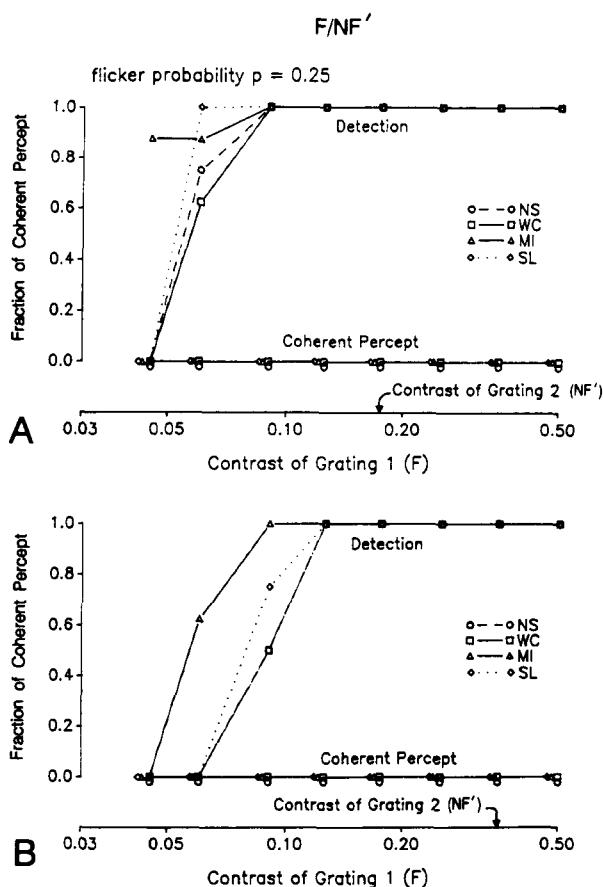 F/NF′
flicker probability p = 0.25
1.0
0.8
0.6
0.4
0.2
0.0
Fraction of Coherent Percept
Detection
NS
WC
MI
SL
Coherent Percept
Contrast of Grating 2 (NF′)
A
0.03
0.05
0.10
0.20
0.50
Contrast of Grating 1 (F)
1.0
0.8
0.6
0.4
0.2
0.0
Fraction of Coherent Percept
Detection
NS
WC
MI
SL
Coherent Percept
Contrast of Grating 2 (NF′)
B
0.03
0.05
0.10
0.20
0.50
Contrast of Grating 1 (F)